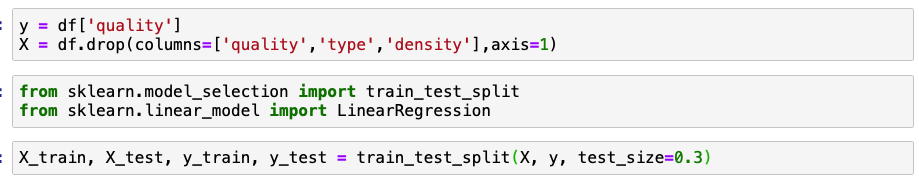 y = df['quality']
X = df.drop(columns=['quality','type','density'],axis=1)
from sklearn.model_selection import train_test_split
from sklearn.linear_model import LinearRegression
X_train, X_test, y_train, y_test = train_test_split(X, y, test_size=0.3)